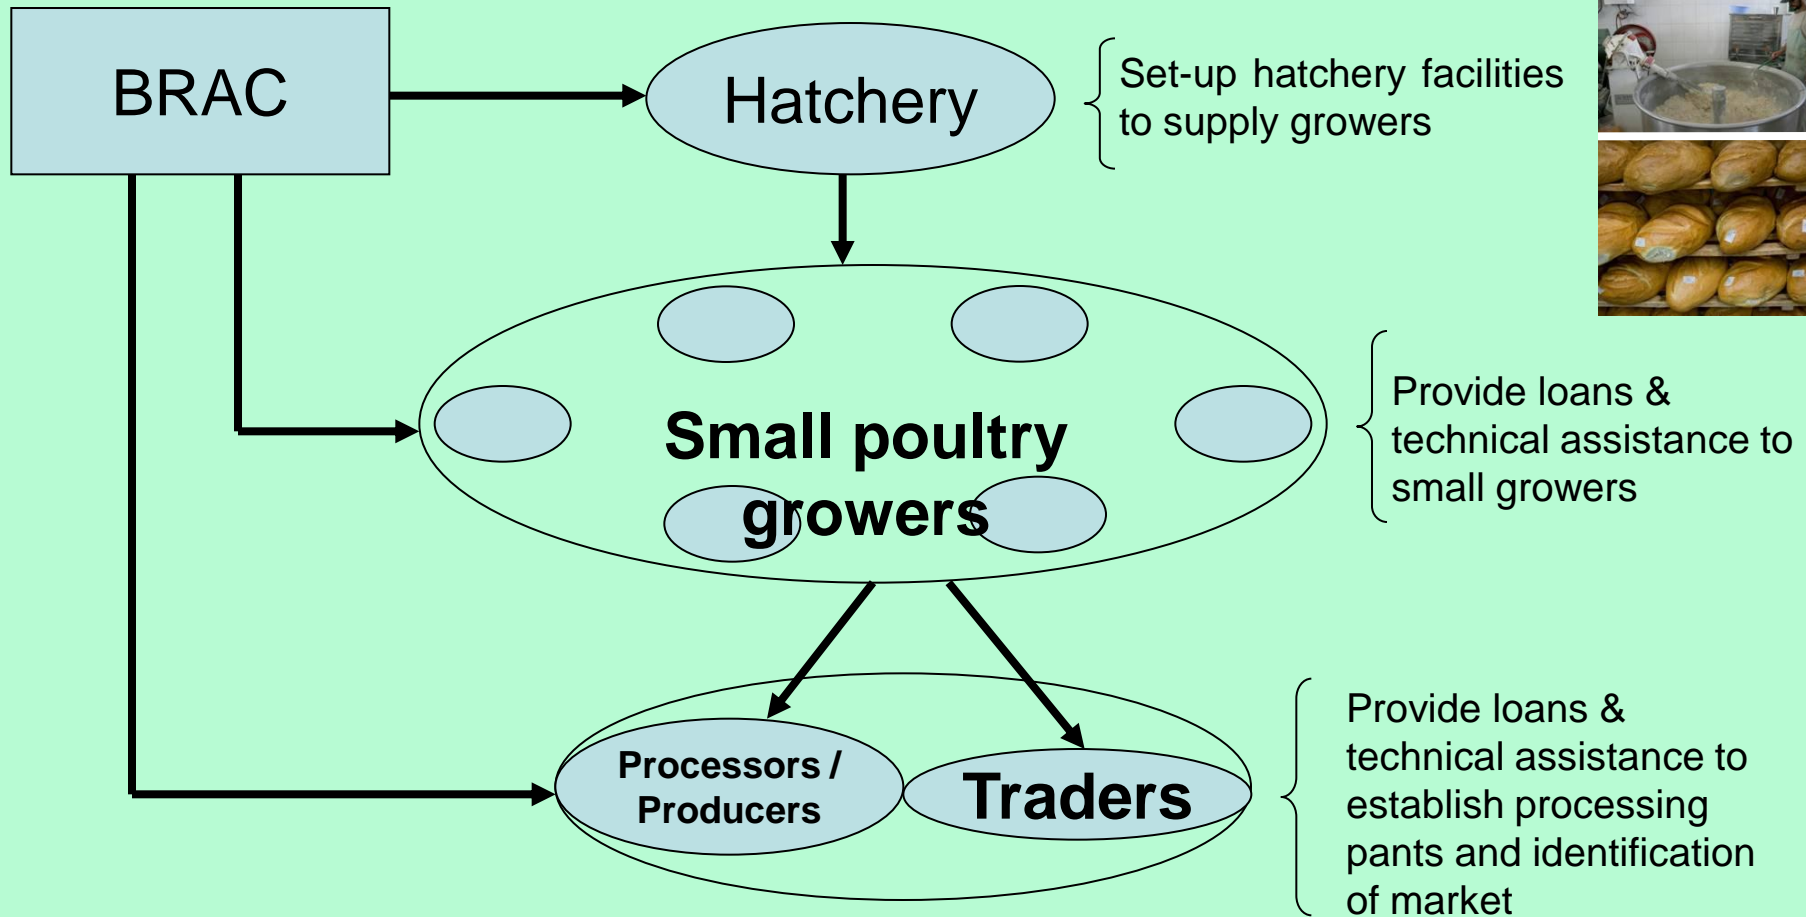 BRAC
Hatchery
Set-up hatchery facilities
to supply growers
Small poultry
growers
Provide loans &
technical assistance to
small growers
Processors /
Producers
Traders
Provide loans &
technical assistance to
establish processing
pants and identification
of market